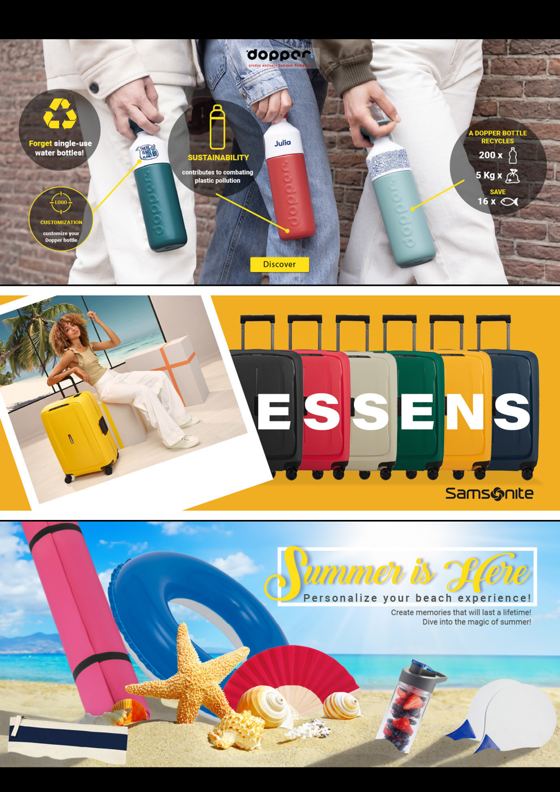 dopper
Forget single-use
water bottles!
LOGO
CUSTOMIZATION
customize your
Dopper bottle
SUSTAINABILITY
contributes to combating
plastic pollution
Julia
dopper
A DOPPER BOTTLE
RECYCLES
200 x
5 Kg x
SAVE
16 x
Discover
ESSENS
Samsonite
Summer is Here
Personalize your beach experience!
Create memories that will last a lifetime!
Dive into the magic of summer!